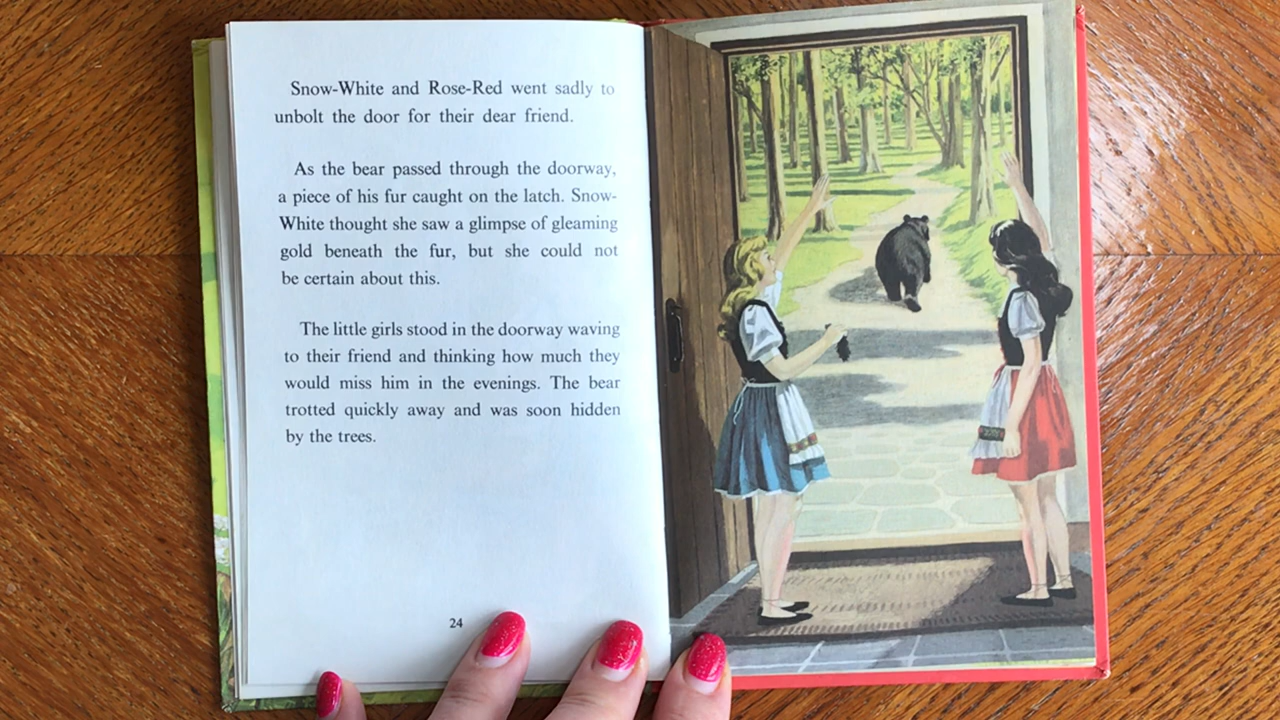 Snow-White and Rose-Red went sadly to
unbolt the door for their dear friend.
As the bear passed through the doorway,
a piece of his fur caught on the latch. Snow-
White thought she saw a glimpse of gleaming
gold beneath the fur, but she could not
be certain about this.
The little girls stood in the doorway waving
to their friend and thinking how much they
would miss him in the evenings. The bear
trotted quickly away and was soon hidden
by the trees.
24